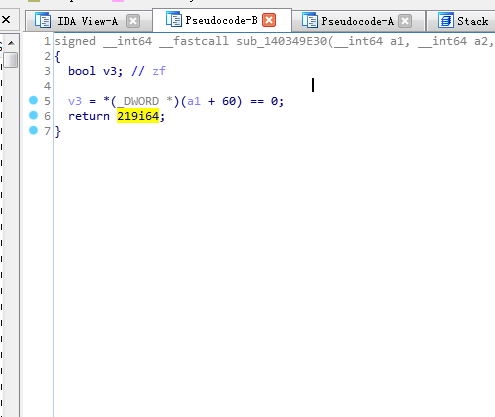 IDA View-A Pseudocode-B Pseudocode-A Stack
1 signed __int64 __fastcall sub_140349E30(__int64 a1, __int64 a2,
2 {
3 bool v3; // zf
4
5 v3 = *(_DWORD *)(a1 + 60) == 0;
6 return 219i64;
7 }